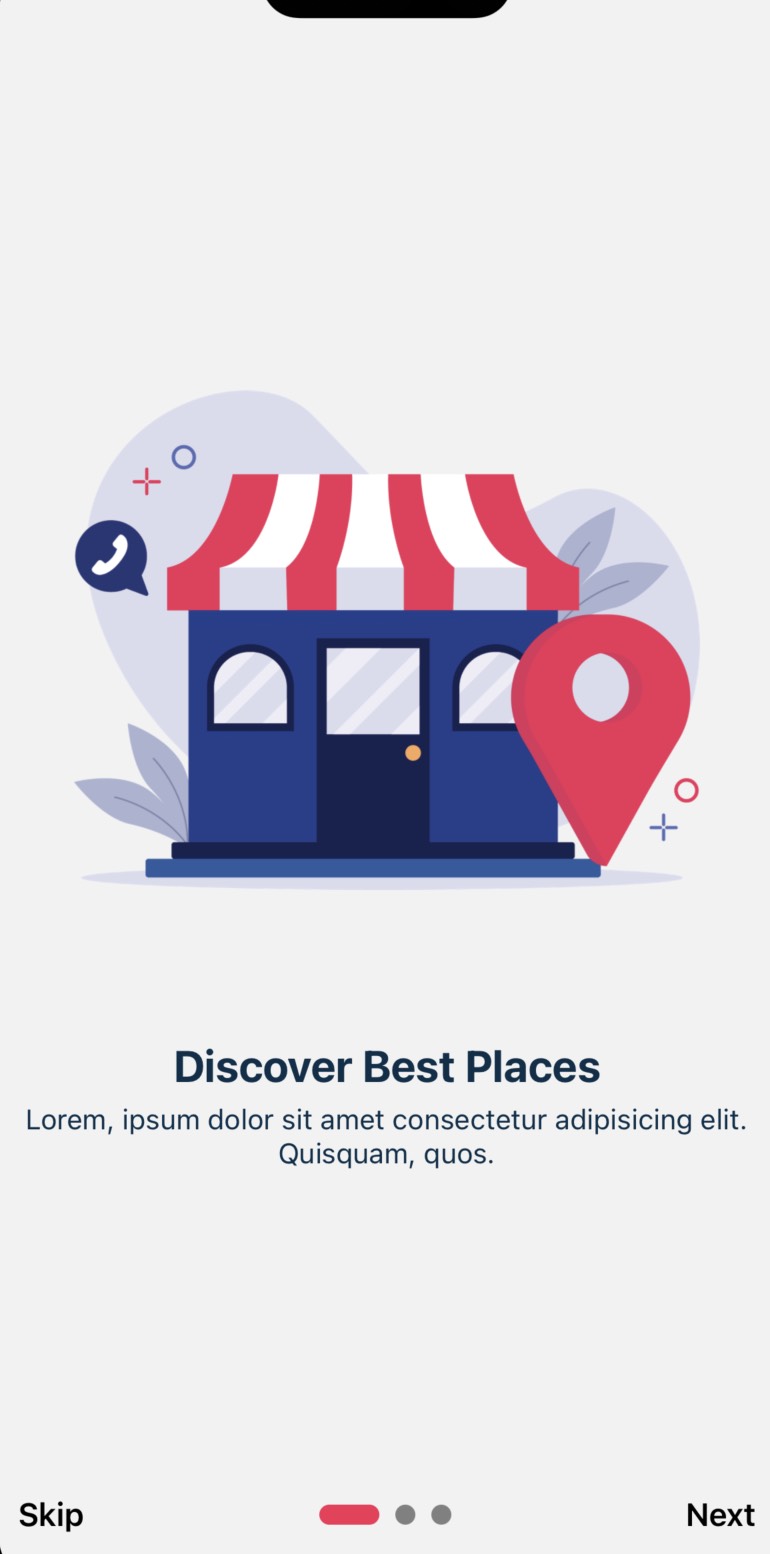 Discover Best Places
Lorem, ipsum dolor sit amet consectetur adipisicing elit.
Quisquam, quos.
Skip
Next